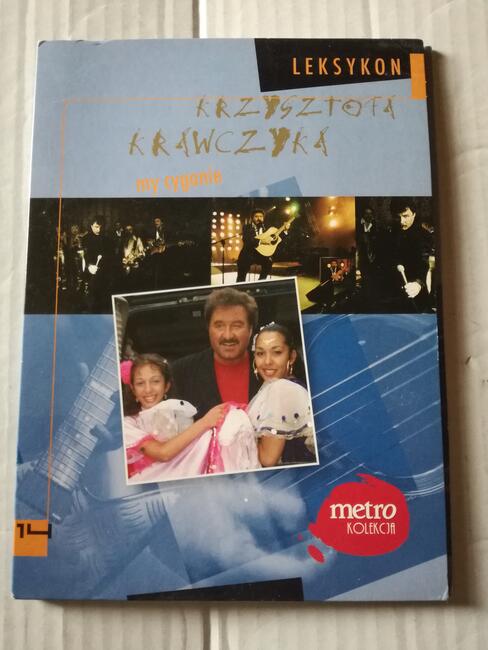 LEKSYKON
KRZYSZTOFA
KRAWCZYKA
my cyganie
metro
KOLEKCJA
14